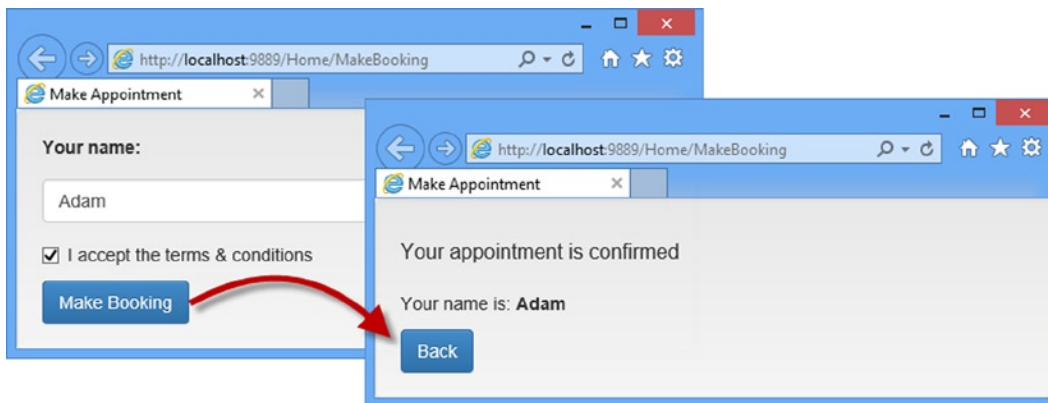 http://localhost:9889/Home/MakeBooking
Make Appointment
Your name:
Adam
I accept the terms & conditions
Make Booking
http://localhost:9889/Home/MakeBooking
Make Appointment
Your appointment is confirmed
Your name is: Adam
Back